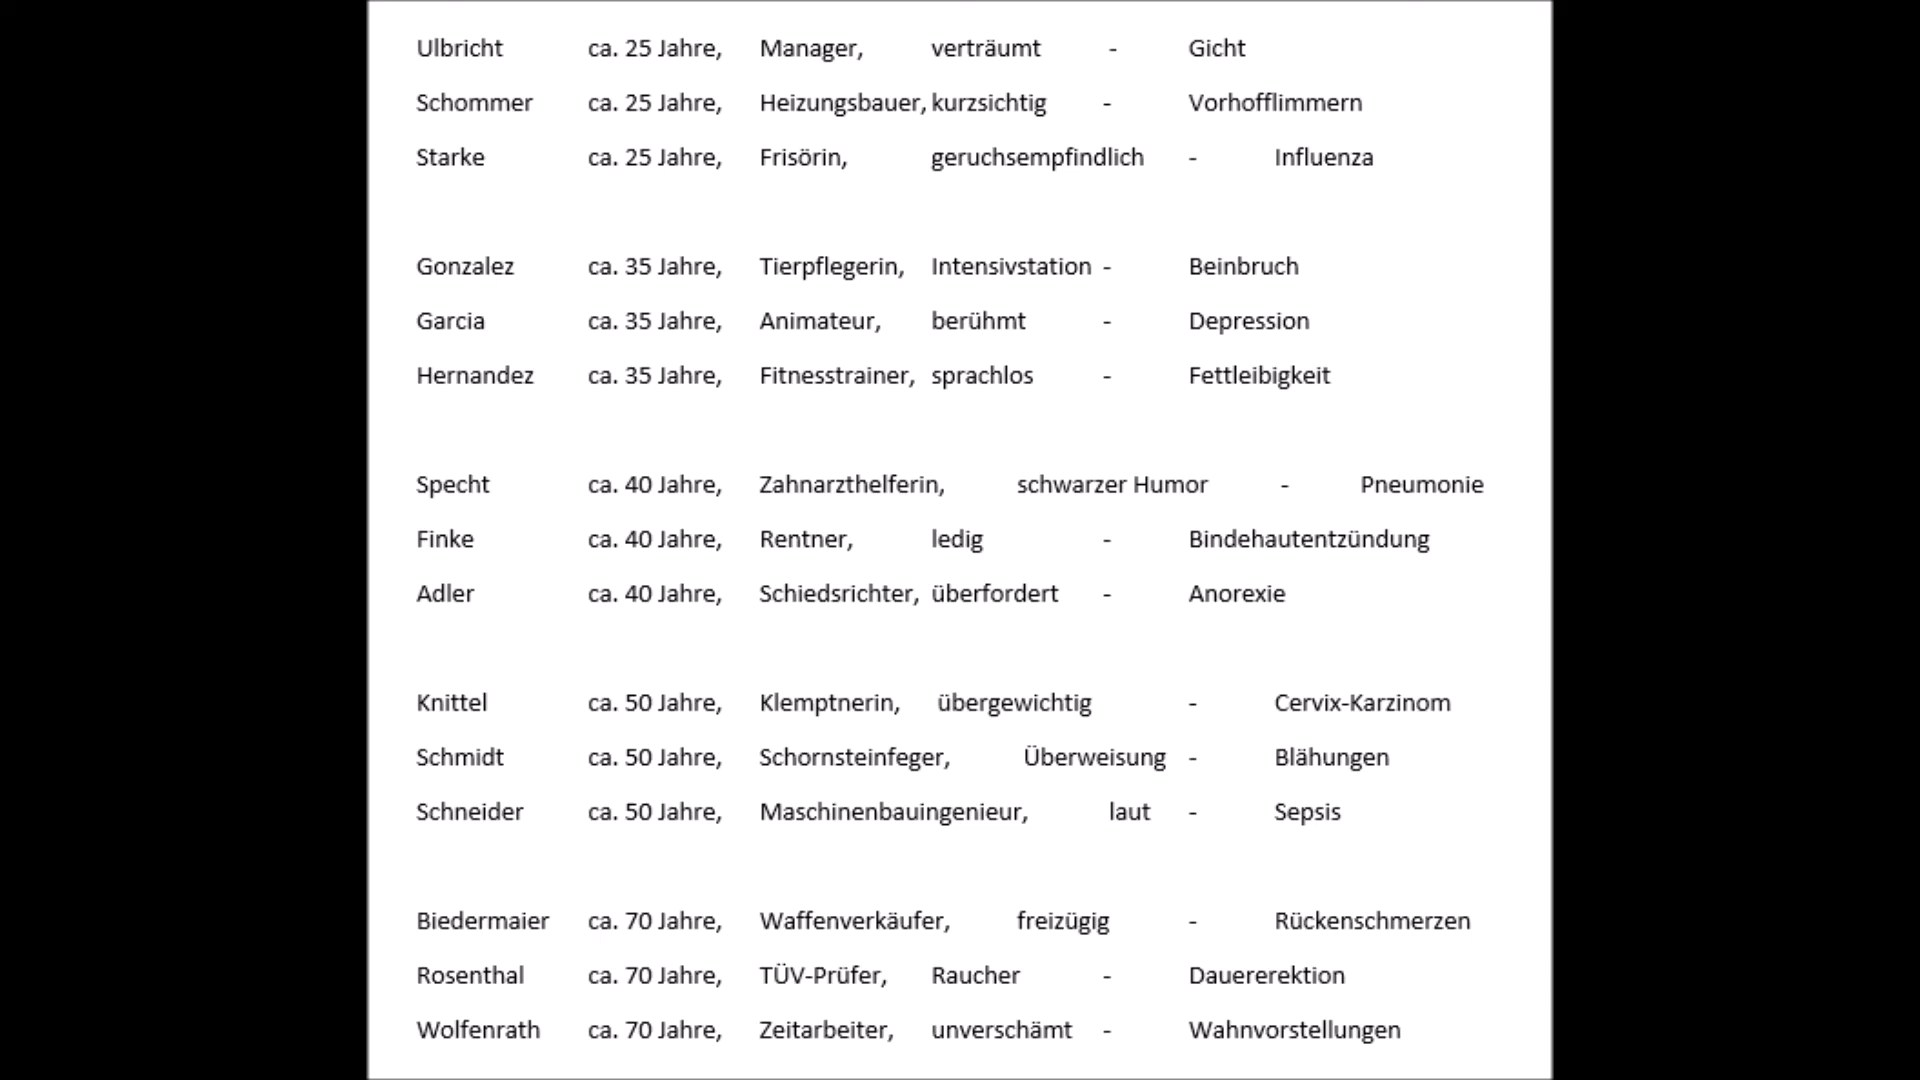 Ulbricht ca. 25 Jahre, Manager, verträumt - Gicht
Schommer ca. 25 Jahre, Heizungsbauer, kurzsichtig - Vorhofflimmern
Starke ca. 25 Jahre, Frisörin, geruchsempfindlich - Influenza
Gonzalez ca. 35 Jahre, Tierpflegerin, Intensivstation - Beinbruch
Garcia ca. 35 Jahre, Animateur, berühmt - Depression
Hernandez ca. 35 Jahre, Fitnesstrainer, sprachlos - Fettleibigkeit
Specht ca. 40 Jahre, Zahnarzthelferin, schwarzer Humor - Pneumonie
Finke ca. 40 Jahre, Rentner, ledig - Bindehautentzündung
Adler ca. 40 Jahre, Schiedsrichter, überfordert - Anorexie
Knittel ca. 50 Jahre, Klemptnerin, übergewichtig - Cervix-Karzinom
Schmidt ca. 50 Jahre, Schornsteinfeger, Überweisung - Blähungen
Schneider ca. 50 Jahre, Maschinenbauingenieur, laut - Sepsis
Biedermaier ca. 70 Jahre, Waffenverkäufer, freizügig - Rückenschmerzen
Rosenthal ca. 70 Jahre, TÜV-Prüfer, Raucher - Dauererektion
Wolfenrath ca. 70 Jahre, Zeitarbeiter, unverschämt - Wahnvorstellungen